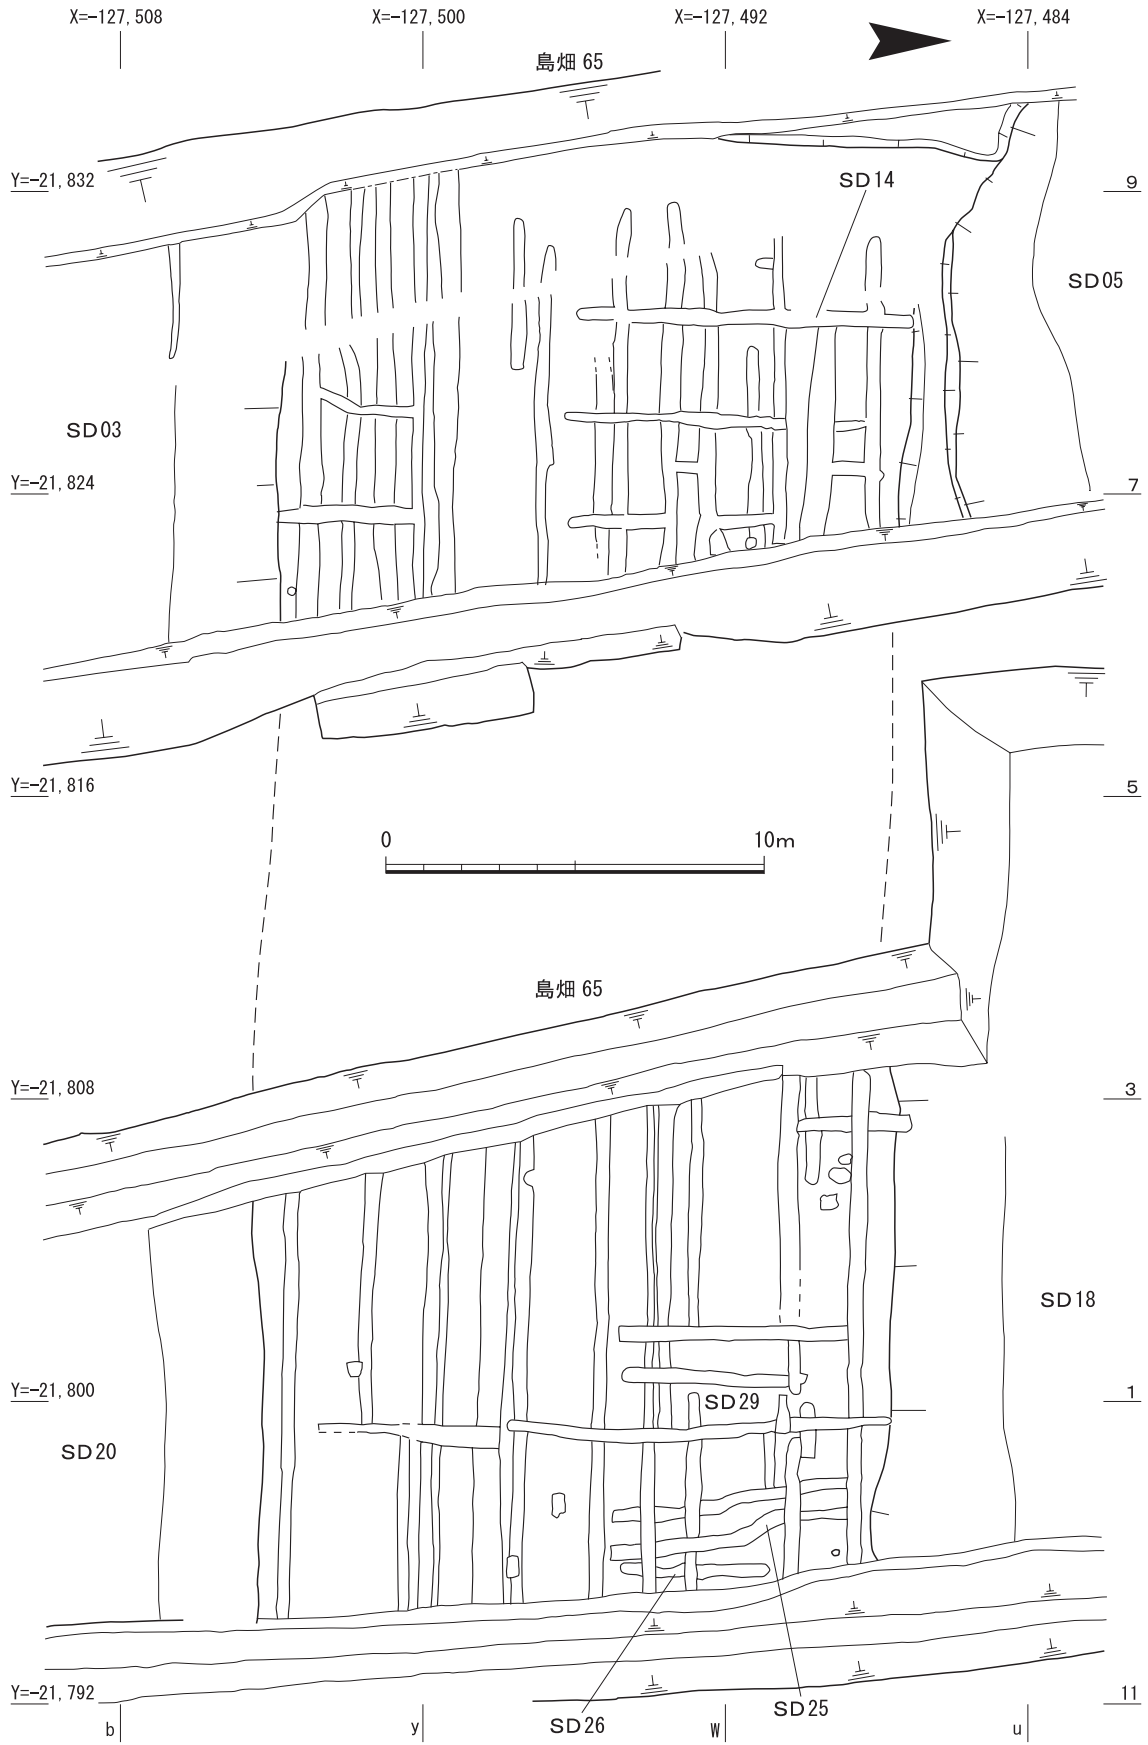 X=-127,508 X=-127,500 X=-127,492 X=-127,484
島畑 65
Y=-21,832
SD14
9
SD05
SD03
Y=-21,824
7
Y=-21,816
5
0 10m
島畑 65
Y=-21,808
3
SD18
Y=-21,800
SD29
1
SD20
Y=-21,792
11
SD25
SD26
b y W u